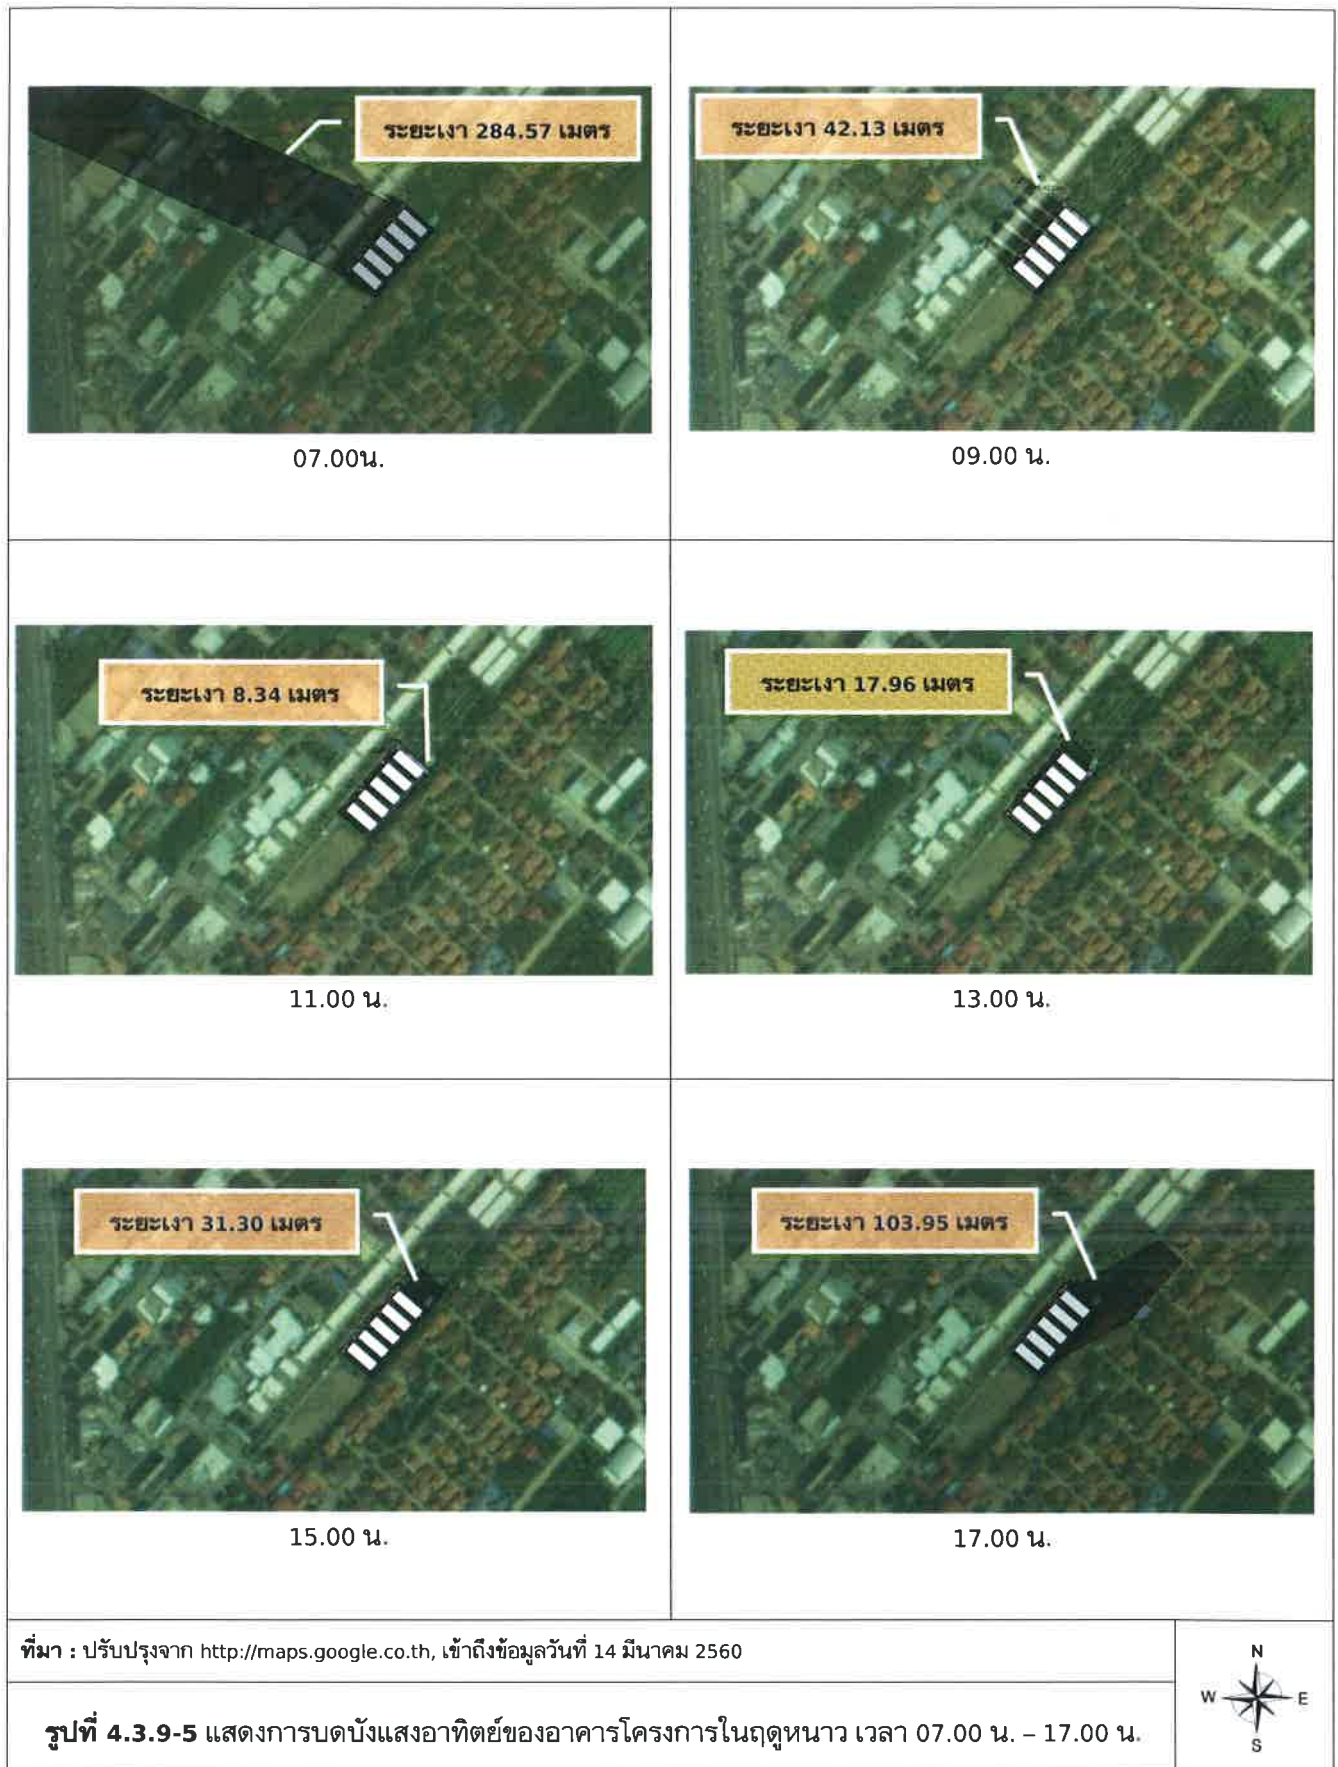 ระยะเงา 284.57 เมตร
07.00น.
ระยะเงา 42.13 เมตร
09.00 น.
ระยะเงา 8.34 เมตร
11.00 น.
ระยะเงา 17.96 เมตร
13.00 น.
ระยะเงา 31.30 เมตร
15.00 น.
ระยะเงา 103.95 เมตร
17.00 น.
ที่มา : ปรับปรุงจาก http://maps.google.co.th, เข้าถึงข้อมูลวันที่ 14 มีนาคม 2560
รูปที่ 4.3.9-5 แสดงการบดบังแสงอาทิตย์ของอาคารโครงการในฤดูหนาว เวลา 07.00 น. – 17.00 น.
N
W E
S